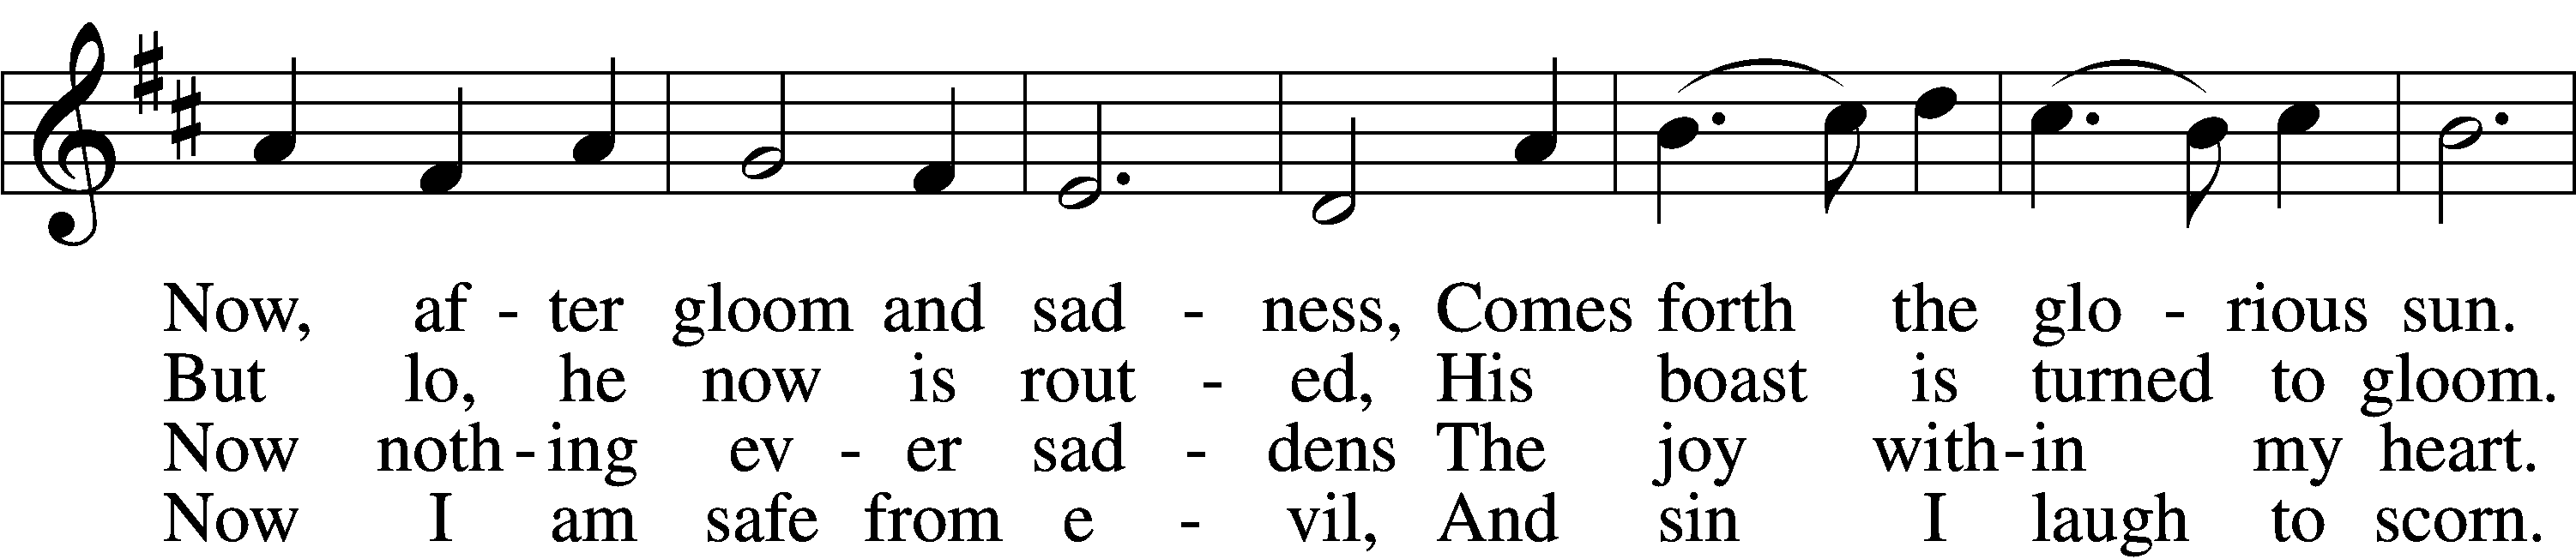 Now, af - ter gloom and sad - ness, Comes forth the glo - rious sun.
But lo, he now is rout - ed, His boast is turned to gloom.
Now noth - ing ev - er sad - dens The joy with - in my heart.
Now I am safe from e - vil, And sin I laugh to scorn.